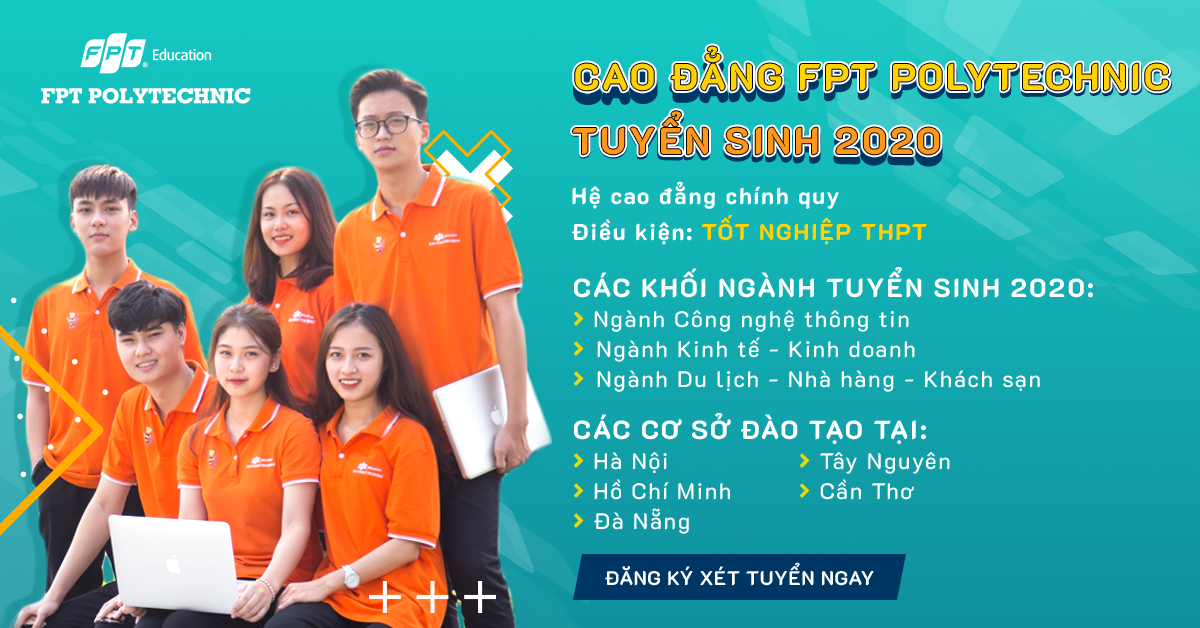 FPT Education
FPT POLYTECHNIC
CAO ĐẲNG FPT POLYTECHNIC
TUYỂN SINH 2020
Hệ cao đẳng chính quy
Điều kiện: TỐT NGHIỆP THPT
CÁC KHỐI NGÀNH TUYỂN SINH 2020:
Ngành Công nghệ thông tin
Ngành Kinh tế - Kinh doanh
Ngành Du lịch - Nhà hàng - Khách sạn
CÁC CƠ SỞ ĐÀO TẠO TẠI:
Hà Nội
Hồ Chí Minh
Đà Nẵng
Tây Nguyên
Cần Thơ
ĐĂNG KÝ XÉT TUYỂN NGAY